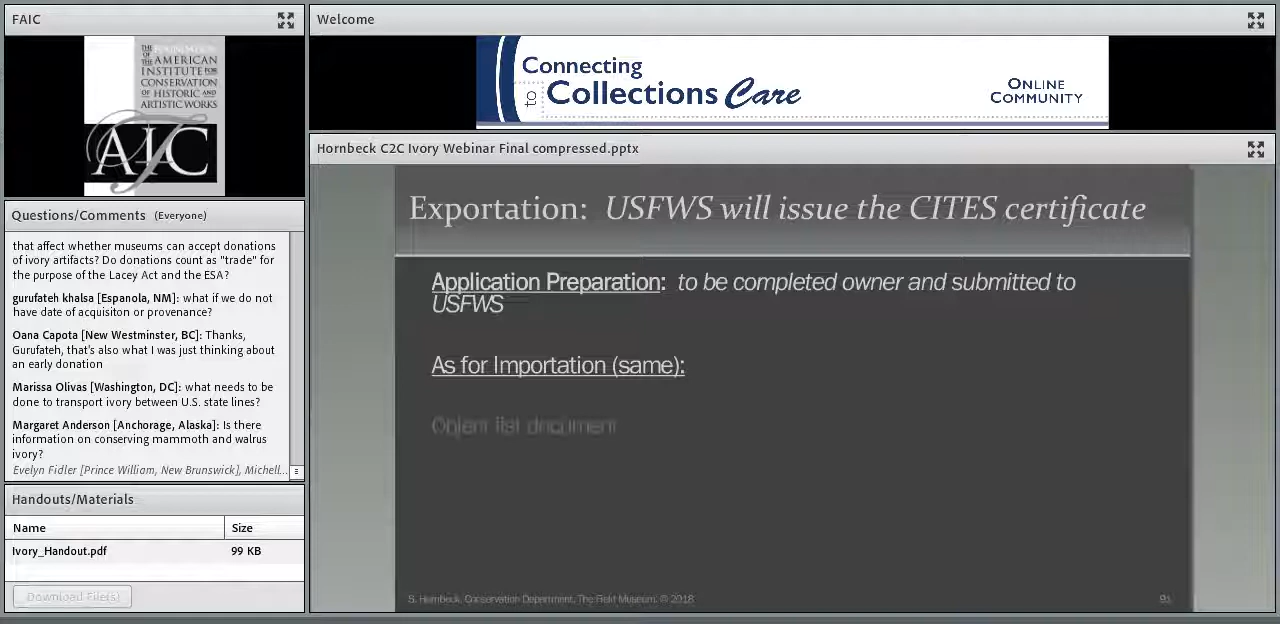 FAIC
THE FOUNDATION
OF THE AMERICAN
INSTITUTE FOR
CONSERVATION
OF HISTORIC AND
ARTISTIC WORKS
AIC
Questions/Comments (Everyone)
that affect whether museums can accept donations
of ivory artifacts? Do donations count as "trade" for
the purpose of the Lacey Act and the ESA?
gurufateh khalsa [Espanola, NM]: what if we do not
have date of acquisiton or provenance?
Oana Capota [New Westminster, BC]: Thanks,
Gurufateh, that's also what I was just thinking about
an early donation
Marissa Olivas [Washington, DC]: what needs to be
done to transport ivory between U.S. state lines?
Margaret Anderson [Anchorage, Alaska]: Is there
information on conserving mammoth and walrus
ivory?
Evelyn Fidler [Prince William, New Brunswick], Michell...
Handouts/Materials
Name Size
Ivory_Handout.pdf 99 KB
Download File(s)
Welcome
Connecting
to Collections Care
ONLINE
COMMUNITY
Hornbeck C2C Ivory Webinar Final compressed.pptx
Exportation: USFWS will issue the CITES certificate
Application Preparation: to be completed owner and submitted to
USFWS
As for Importation (same):
Object list document
S. Hornbeck, Conservation Department, The Field Museum, © 2018
91